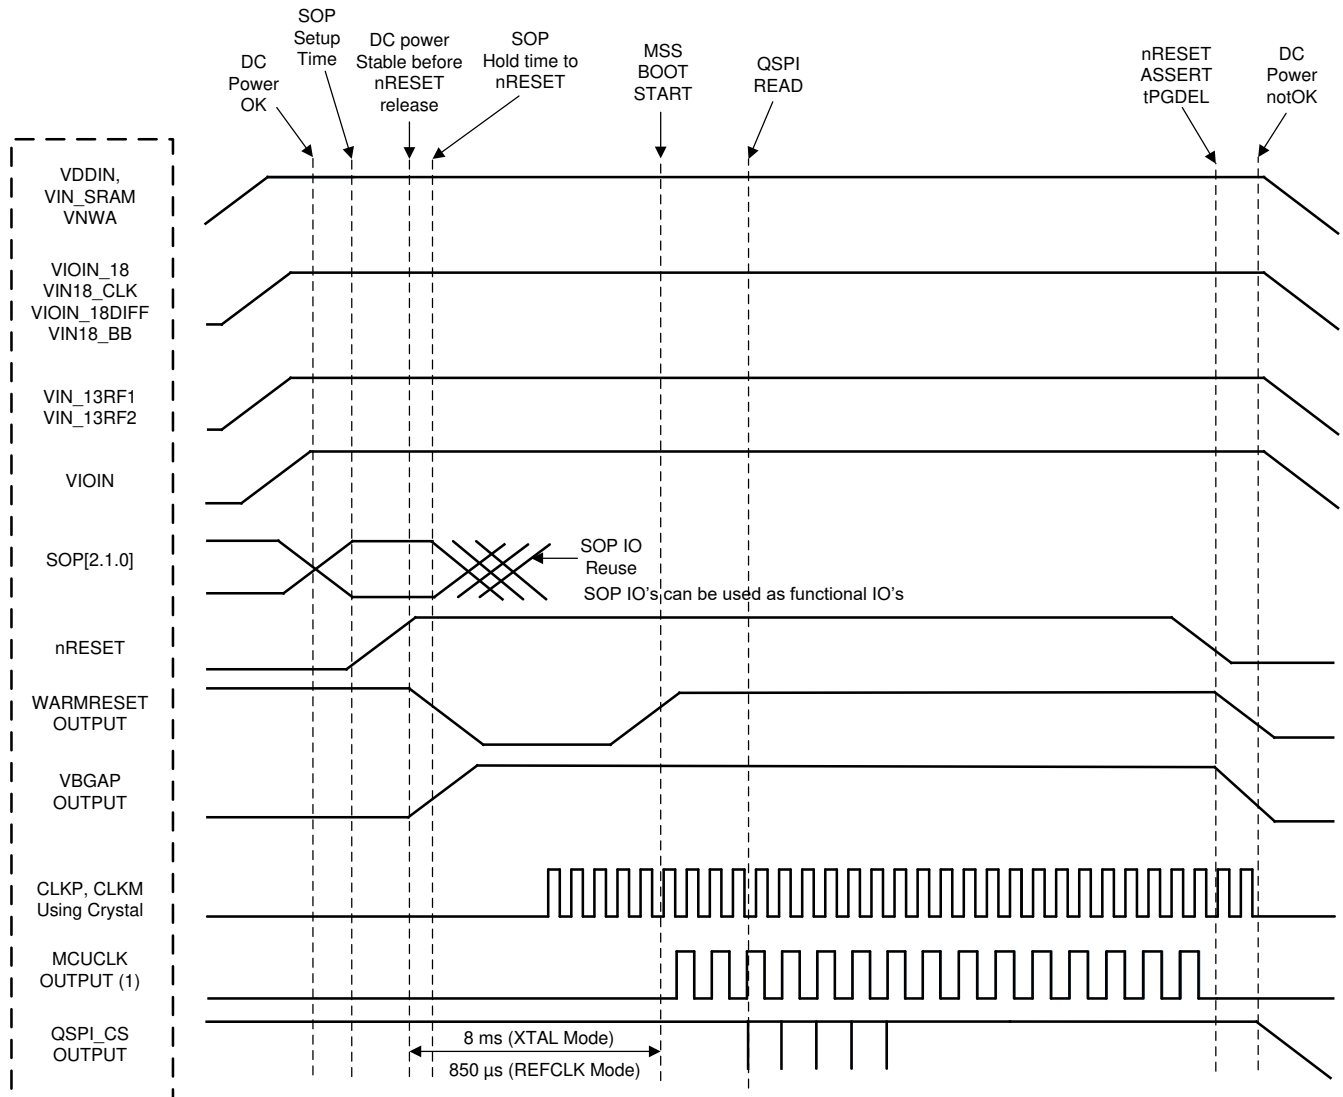 SOP
Setup
Time
DC
Power
OK
DC power
Stable before
nRESET
release
SOP
Hold time to
nRESET
MSS
BOOT
START
QSPI
READ
nRESET
ASSERT
tPGDEL
DC
Power
notOK
VDDIN,
VIN_SRAM
VNWA
VIOIN_18
VIN18_CLK
VIOIN_18DIFF
VIN18_BB
VIN_13RF1
VIN_13RF2
VIOIN
SOP[2.1.0]
SOP IO
Reuse
SOP IO's can be used as functional IO's
nRESET
WARMRESET
OUTPUT
VBGAP
OUTPUT
CLKP, CLKM
Using Crystal
MCUCLK
OUTPUT (1)
QSPI_CS
OUTPUT
8 ms (XTAL Mode)
850 µs (REFCLK Mode)